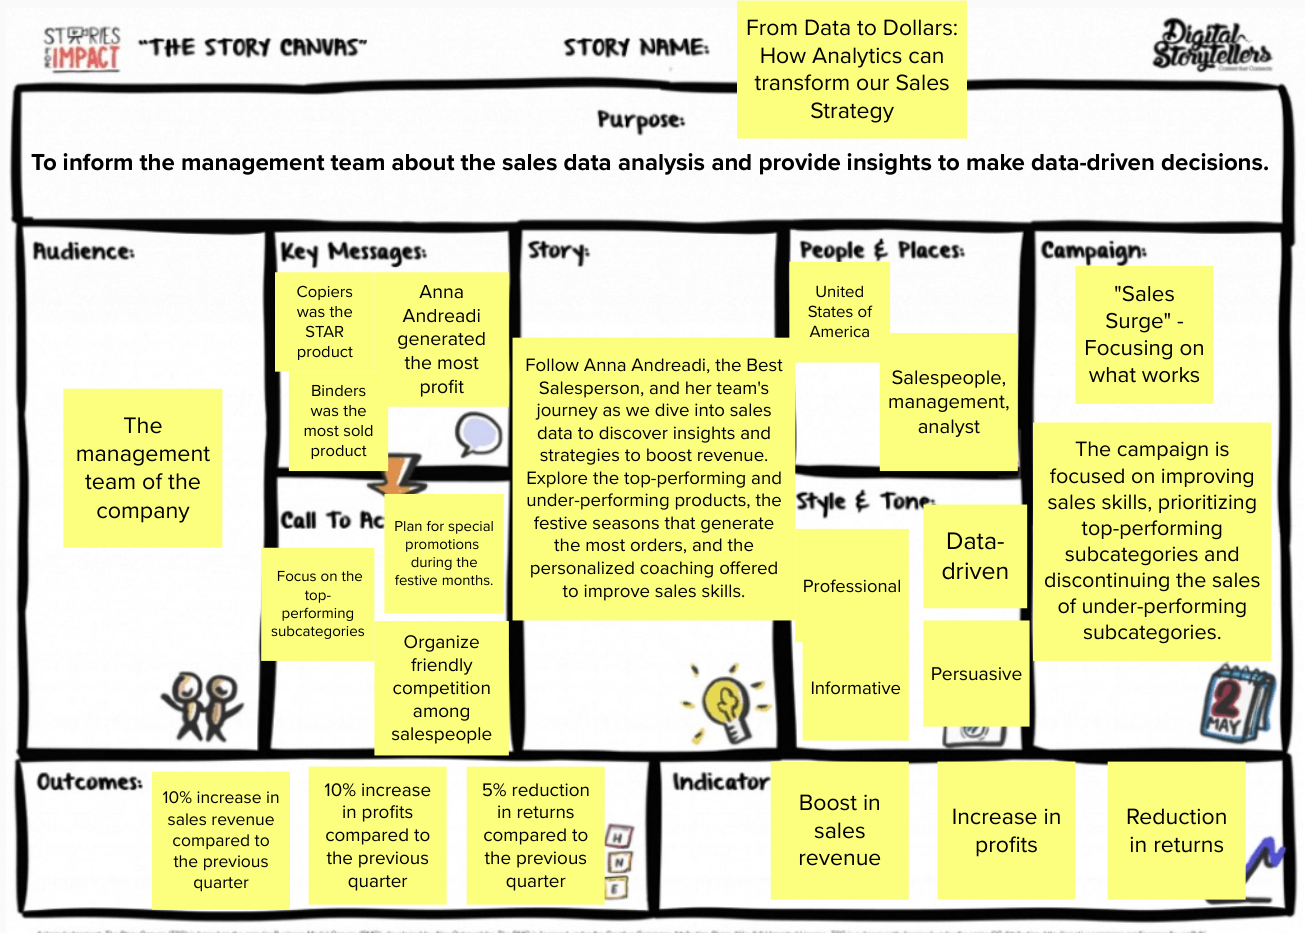 STORIES
FOR
IMPACT
"THE STORY CANVAS"
STORY NAME:
From Data to Dollars:
How Analytics can
transform our Sales
Strategy
Digital
Storytellers
Purpose:
To inform the management team about the sales data analysis and provide insights to make data-driven decisions.
Audience:
The
management
team of the
company
Key Messages:
Copiers
was the
STAR
product
Anna
Andreadi
generated
the most
profit
Binders
was the
most sold
product
Call To Ac
Plan for special
promotions
during the
festive months.
Focus on the
top-
performing
subcategories
Organize
friendly
competition
among
salespeople
Story:
Follow Anna Andreadi, the Best
Salesperson, and her team's
journey as we dive into sales
data to discover insights and
strategies to boost revenue.
Explore the top-performing and
under-performing products, the
festive seasons that generate
the most orders, and the
personalized coaching offered
to improve sales skills.
People & Places:
United
States of
America
Salespeople,
management,
analyst
Style & Tone:
Professional
Data-
driven
Informative
Persuasive
Campaign:
"Sales
Surge" -
Focusing on
what works
The campaign is
focused on improving
sales skills, prioritizing
top-performing
subcategories and
discontinuing the sales
of under-performing
subcategories.
2
MAY
Outcomes:
10% increase in
sales revenue
compared to
the previous
quarter
10% increase
in profits
compared to
the previous
quarter
5% reduction
in returns
compared to
the previous
quarter
H
N
E
Indicator
Boost in
sales
revenue
Increase in
profits
Reduction
in returns